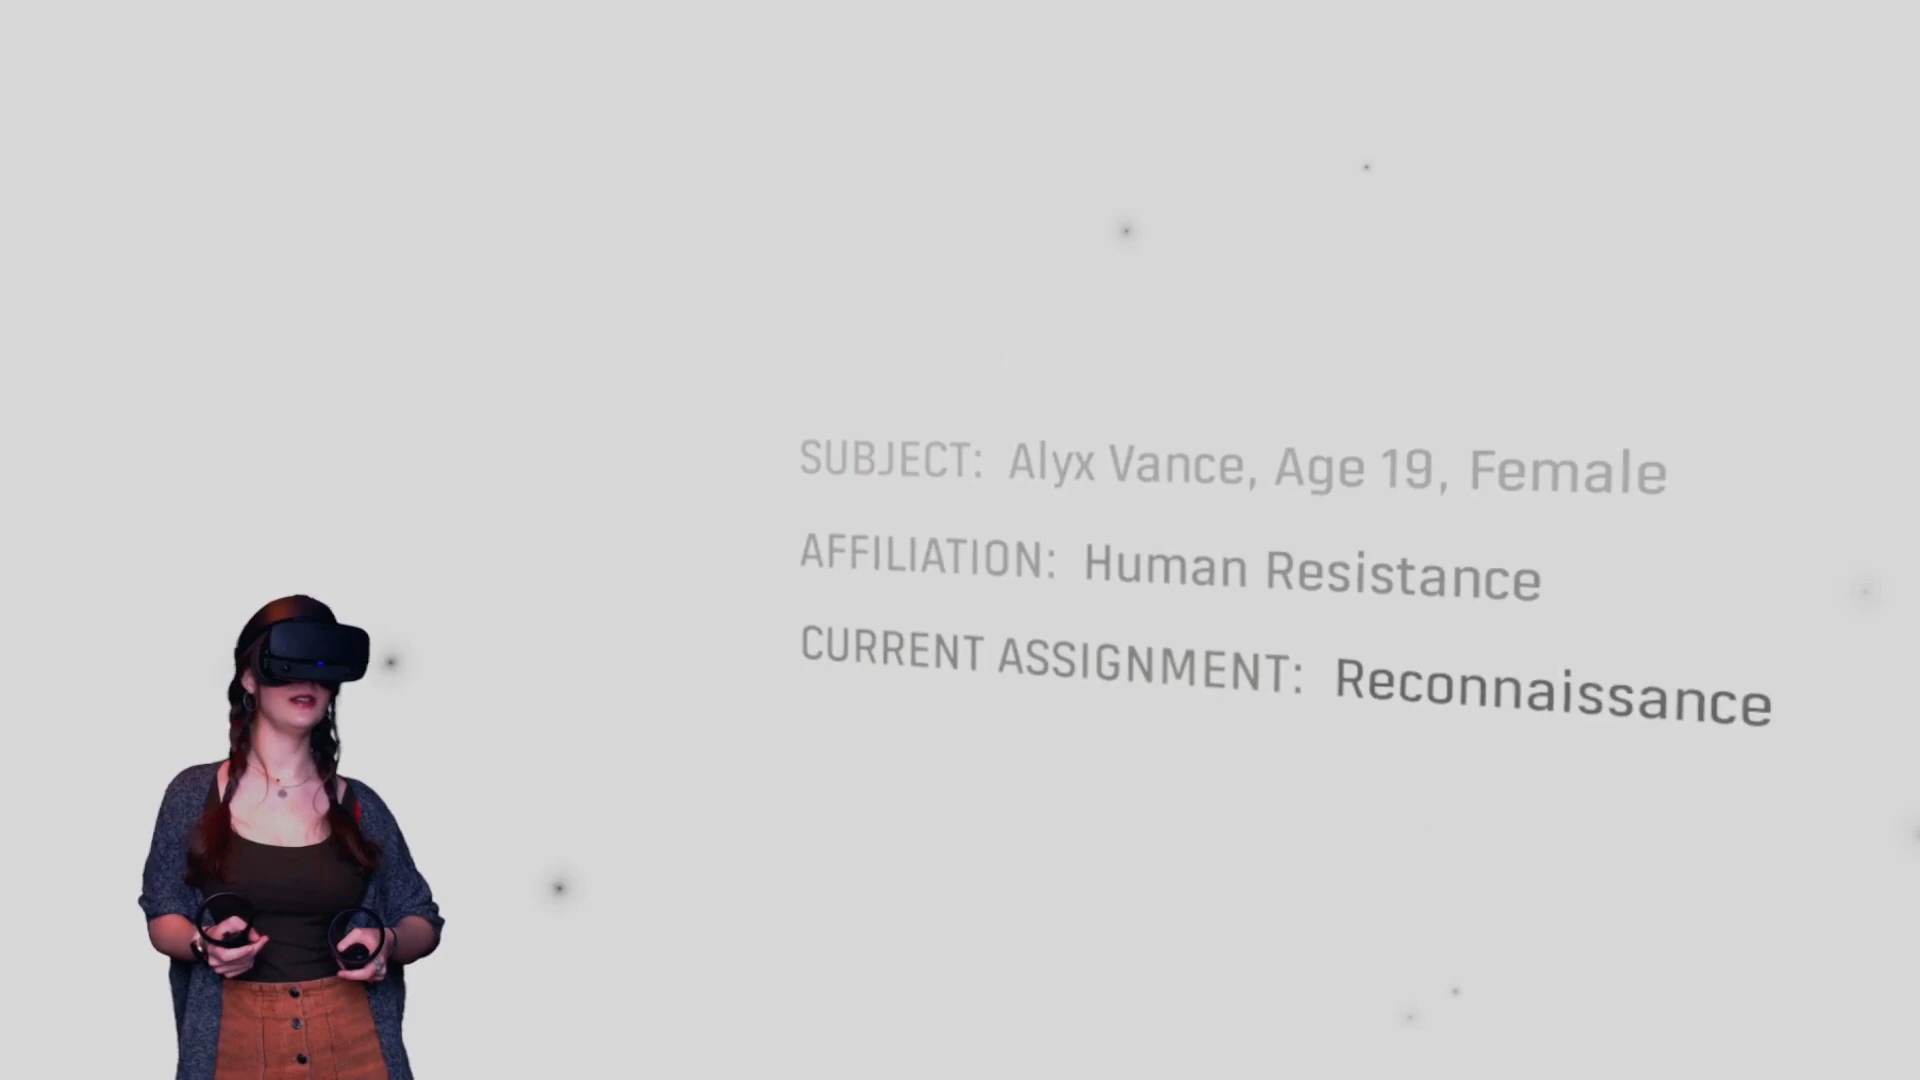 SUBJECT: Alyx Vance, Age 19, Female
AFFILIATION: Human Resistance
CURRENT ASSIGNMENT: Reconnaissance